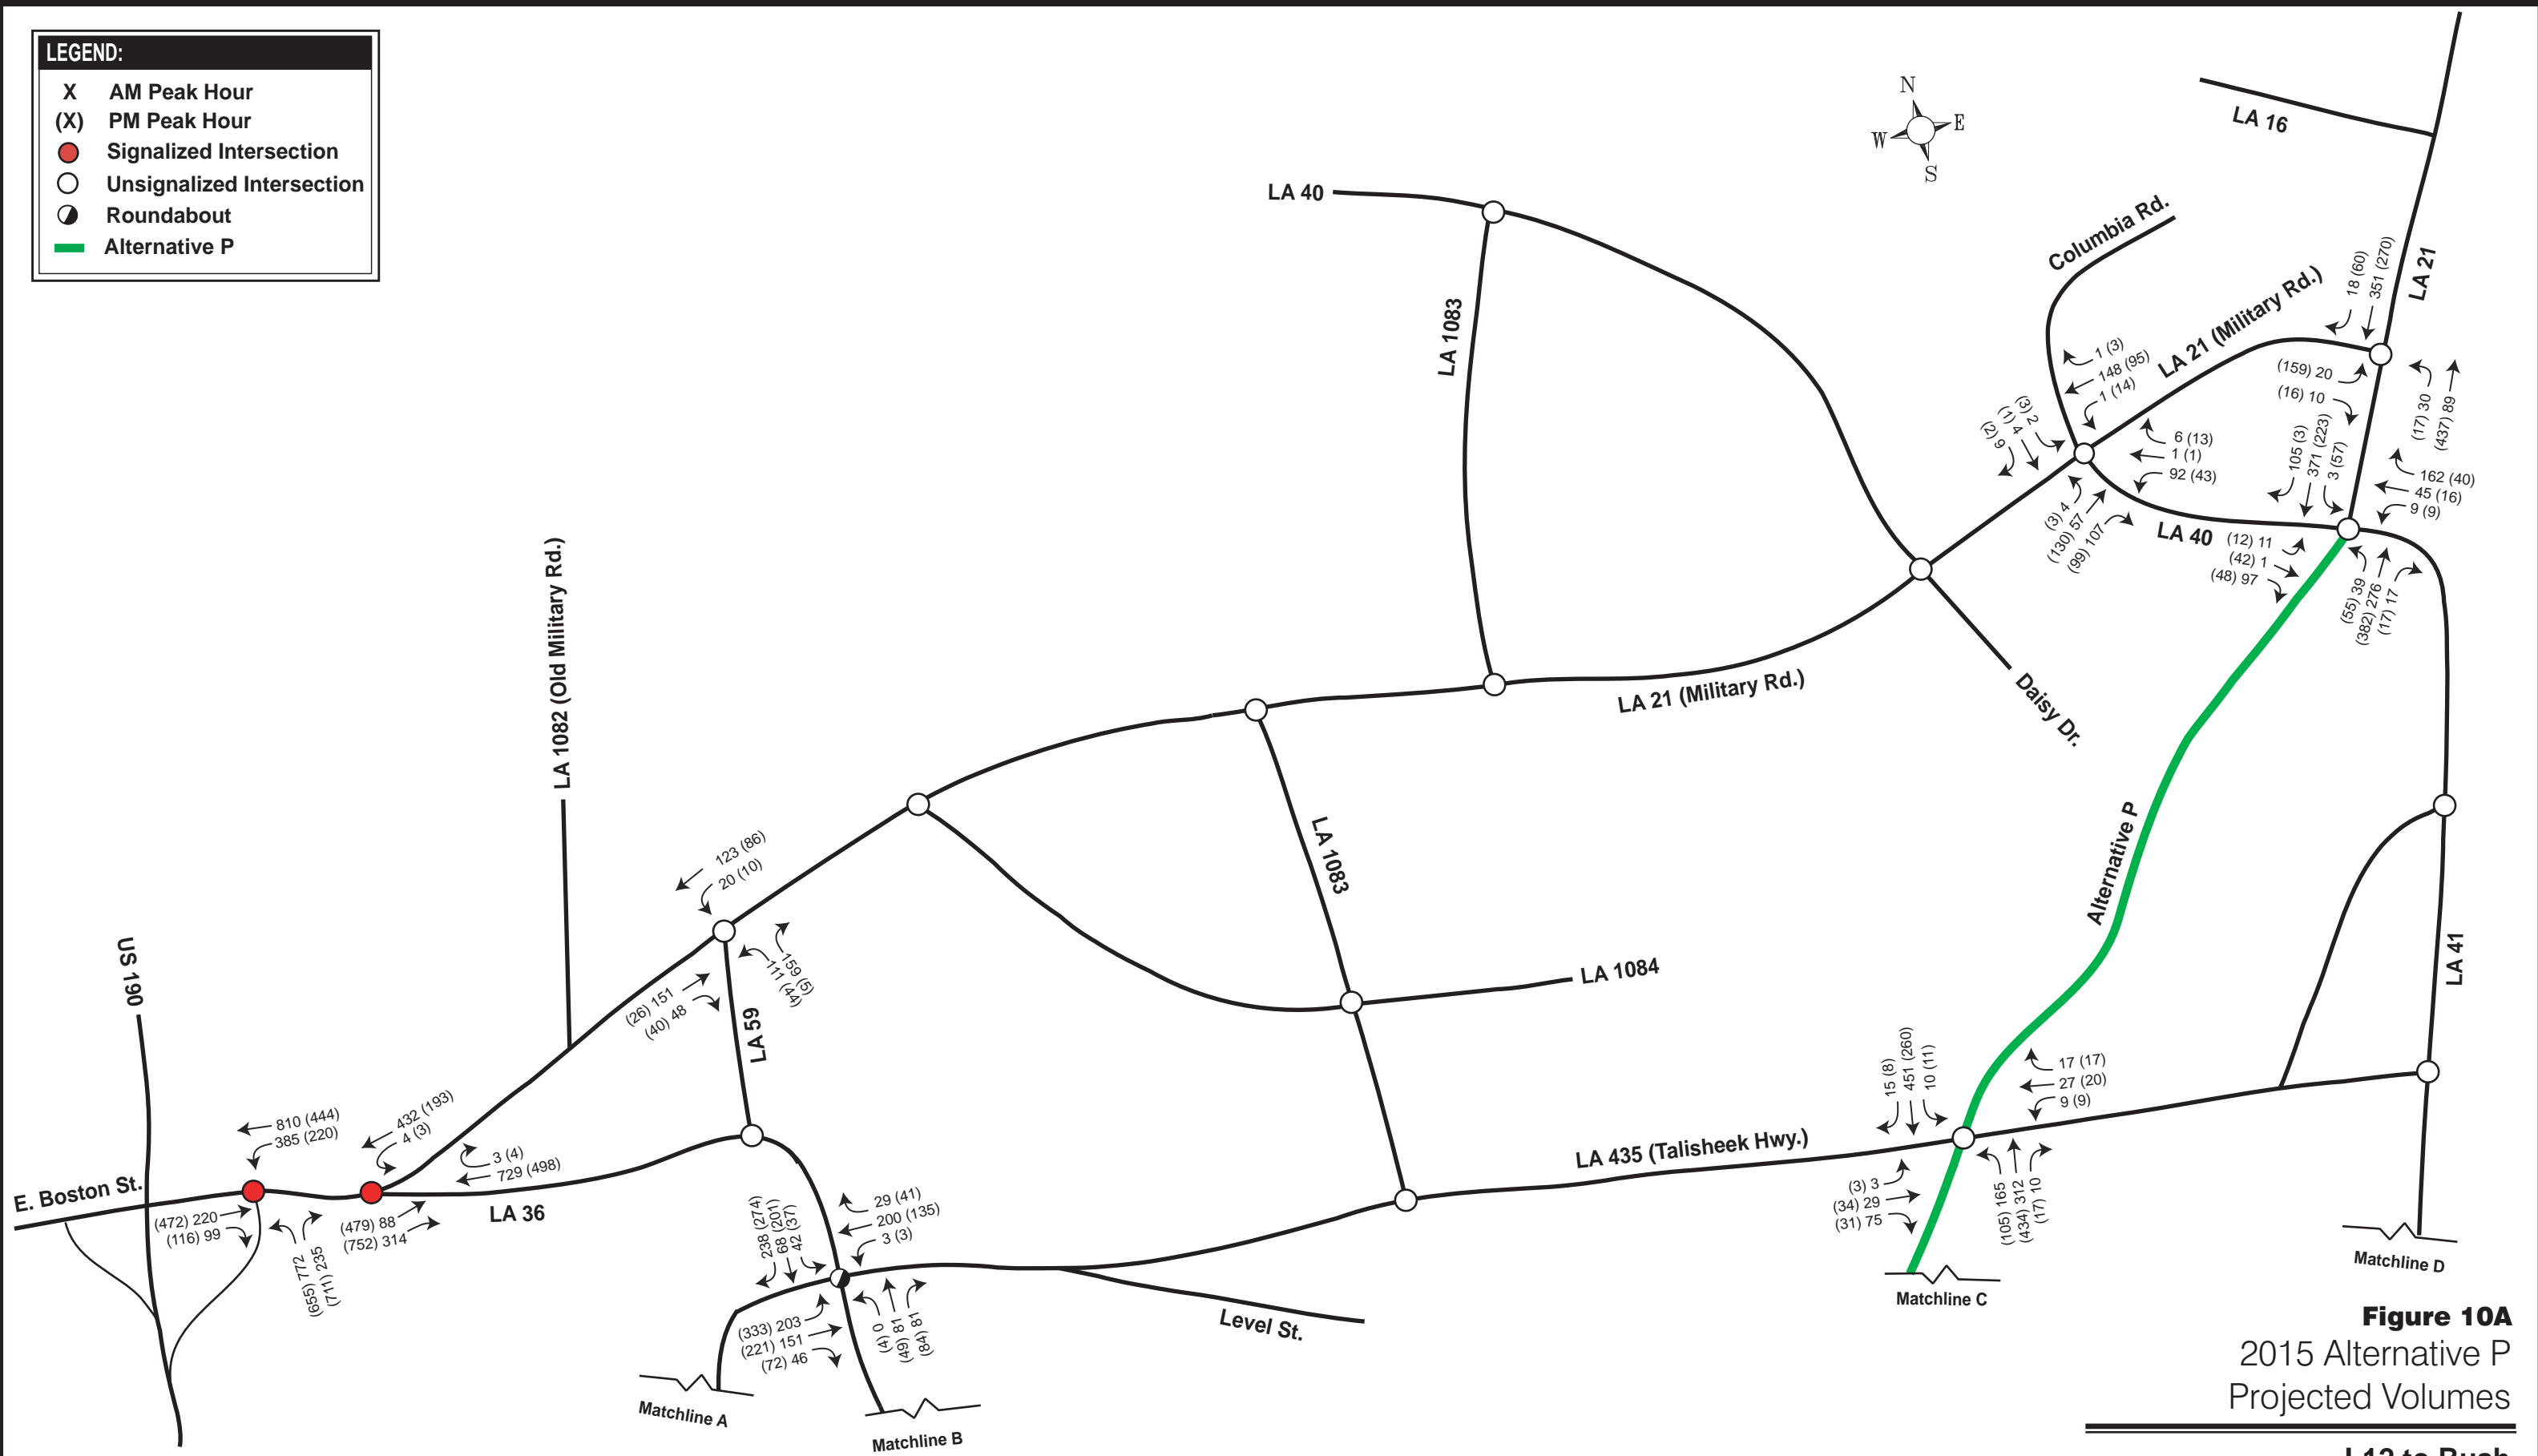 LEGEND:
X AM Peak Hour
(X) PM Peak Hour
Signalized Intersection
Unsignalized Intersection
Roundabout
Alternative P
N
W
E
S
LA 16
LA 40
LA 1083
Columbia Rd.
LA 21
18 (60)
351 (270)
LA 21 (Military Rd.)
(159) 20
(16) 10
(17) 30
(437) 89
1 (3)
148 (95)
1 (14)
(3) 2
(1) 4
(2) 9
6 (13)
1 (1)
92 (43)
(3) 4
(130) 57
(99) 107
105 (3)
371 (223)
3 (57)
162 (40)
45 (16)
9 (9)
LA 40
(12) 11
(42) 1
(48) 97
(55) 39
(382) 276
(17) 17
LA 1082 (Old Military Rd.)
LA 21 (Military Rd.)
Daisy Dr.
LA 1083
Alternative P
LA 41
LA 1084
123 (86)
20 (10)
159 (5)
111 (44)
(26) 151
(40) 48
LA 59
US 190
810 (444)
385 (220)
432 (193)
4 (3)
3 (4)
729 (498)
E. Boston St.
(472) 220
(116) 99
(655) 772
(711) 235
(479) 88
(752) 314
LA 36
238 (274)
68 (201)
42 (37)
29 (41)
200 (135)
3 (3)
(333) 203
(221) 151
(72) 46
(4) 0
(49) 81
(84) 81
Level St.
LA 435 (Talisheek Hwy.)
15 (8)
451 (260)
10 (11)
17 (17)
27 (20)
9 (9)
(3) 3
(34) 29
(31) 75
(105) 165
(434) 312
(17) 10
Matchline A
Matchline B
Matchline C
Matchline D
Figure 10A
2015 Alternative P
Projected Volumes